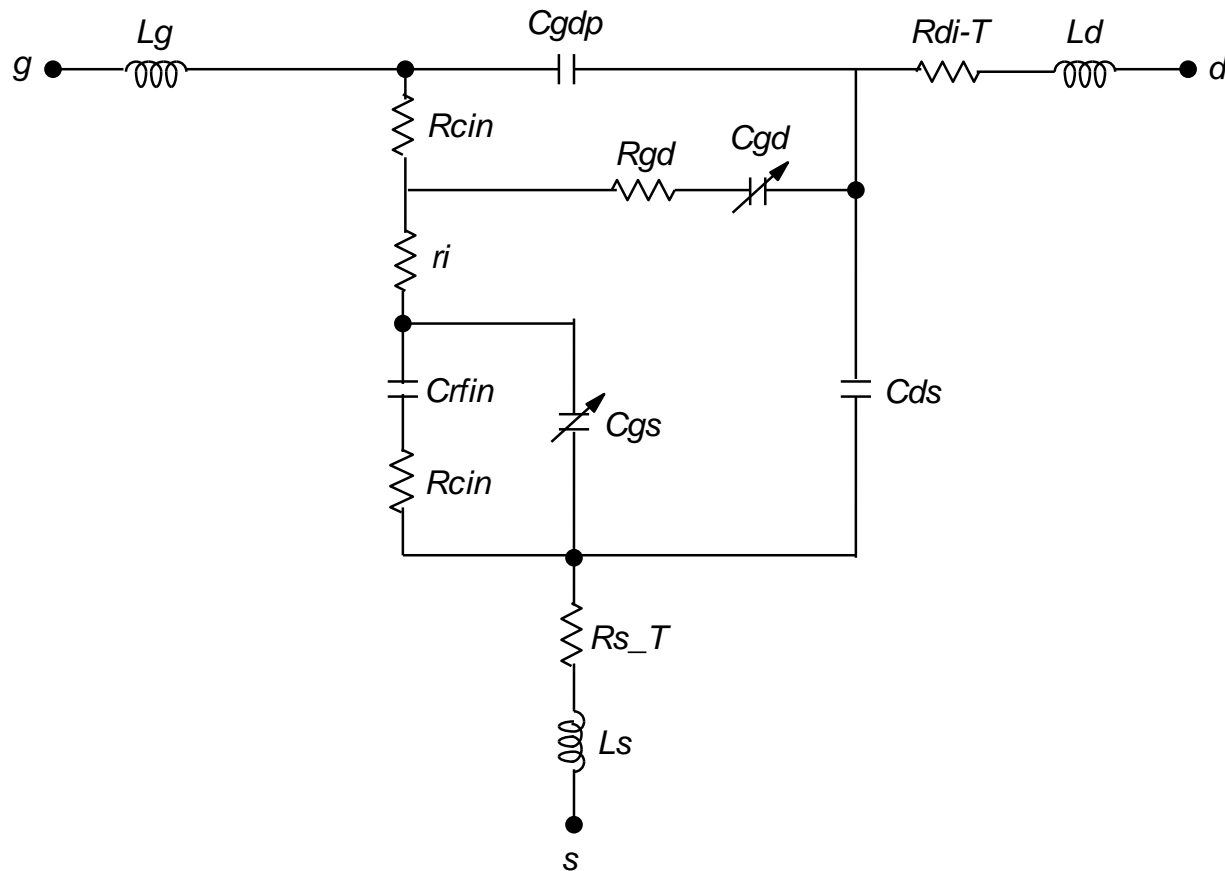 Lg
Cgdp
Rdi-T
Ld
g
d
Rcin
Rgd
Cgd
ri
Crfin
Cgs
Cds
Rcin
Rs_T
Ls
s